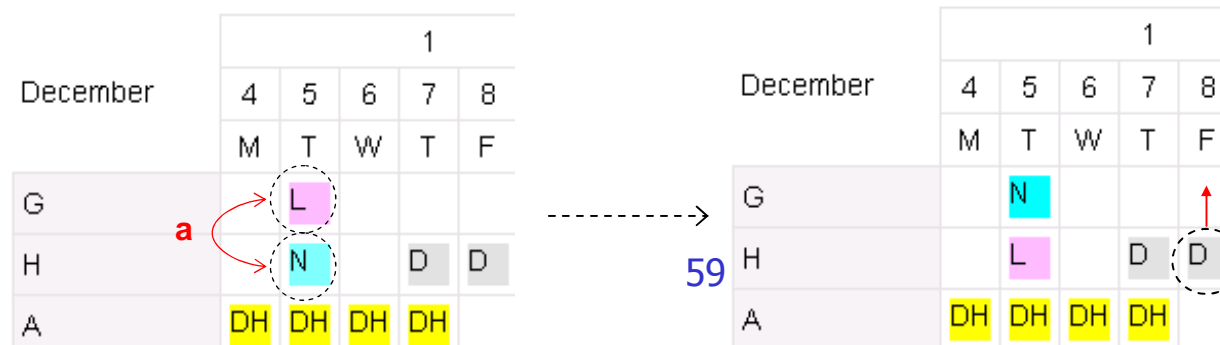 1
December 4 5 6 7 8
M T W T F
G L
a
H N D D
A DH DH DH DH
1
December 4 5 6 7 8
M T W T F
G N
59
H L D D
A DH DH DH DH